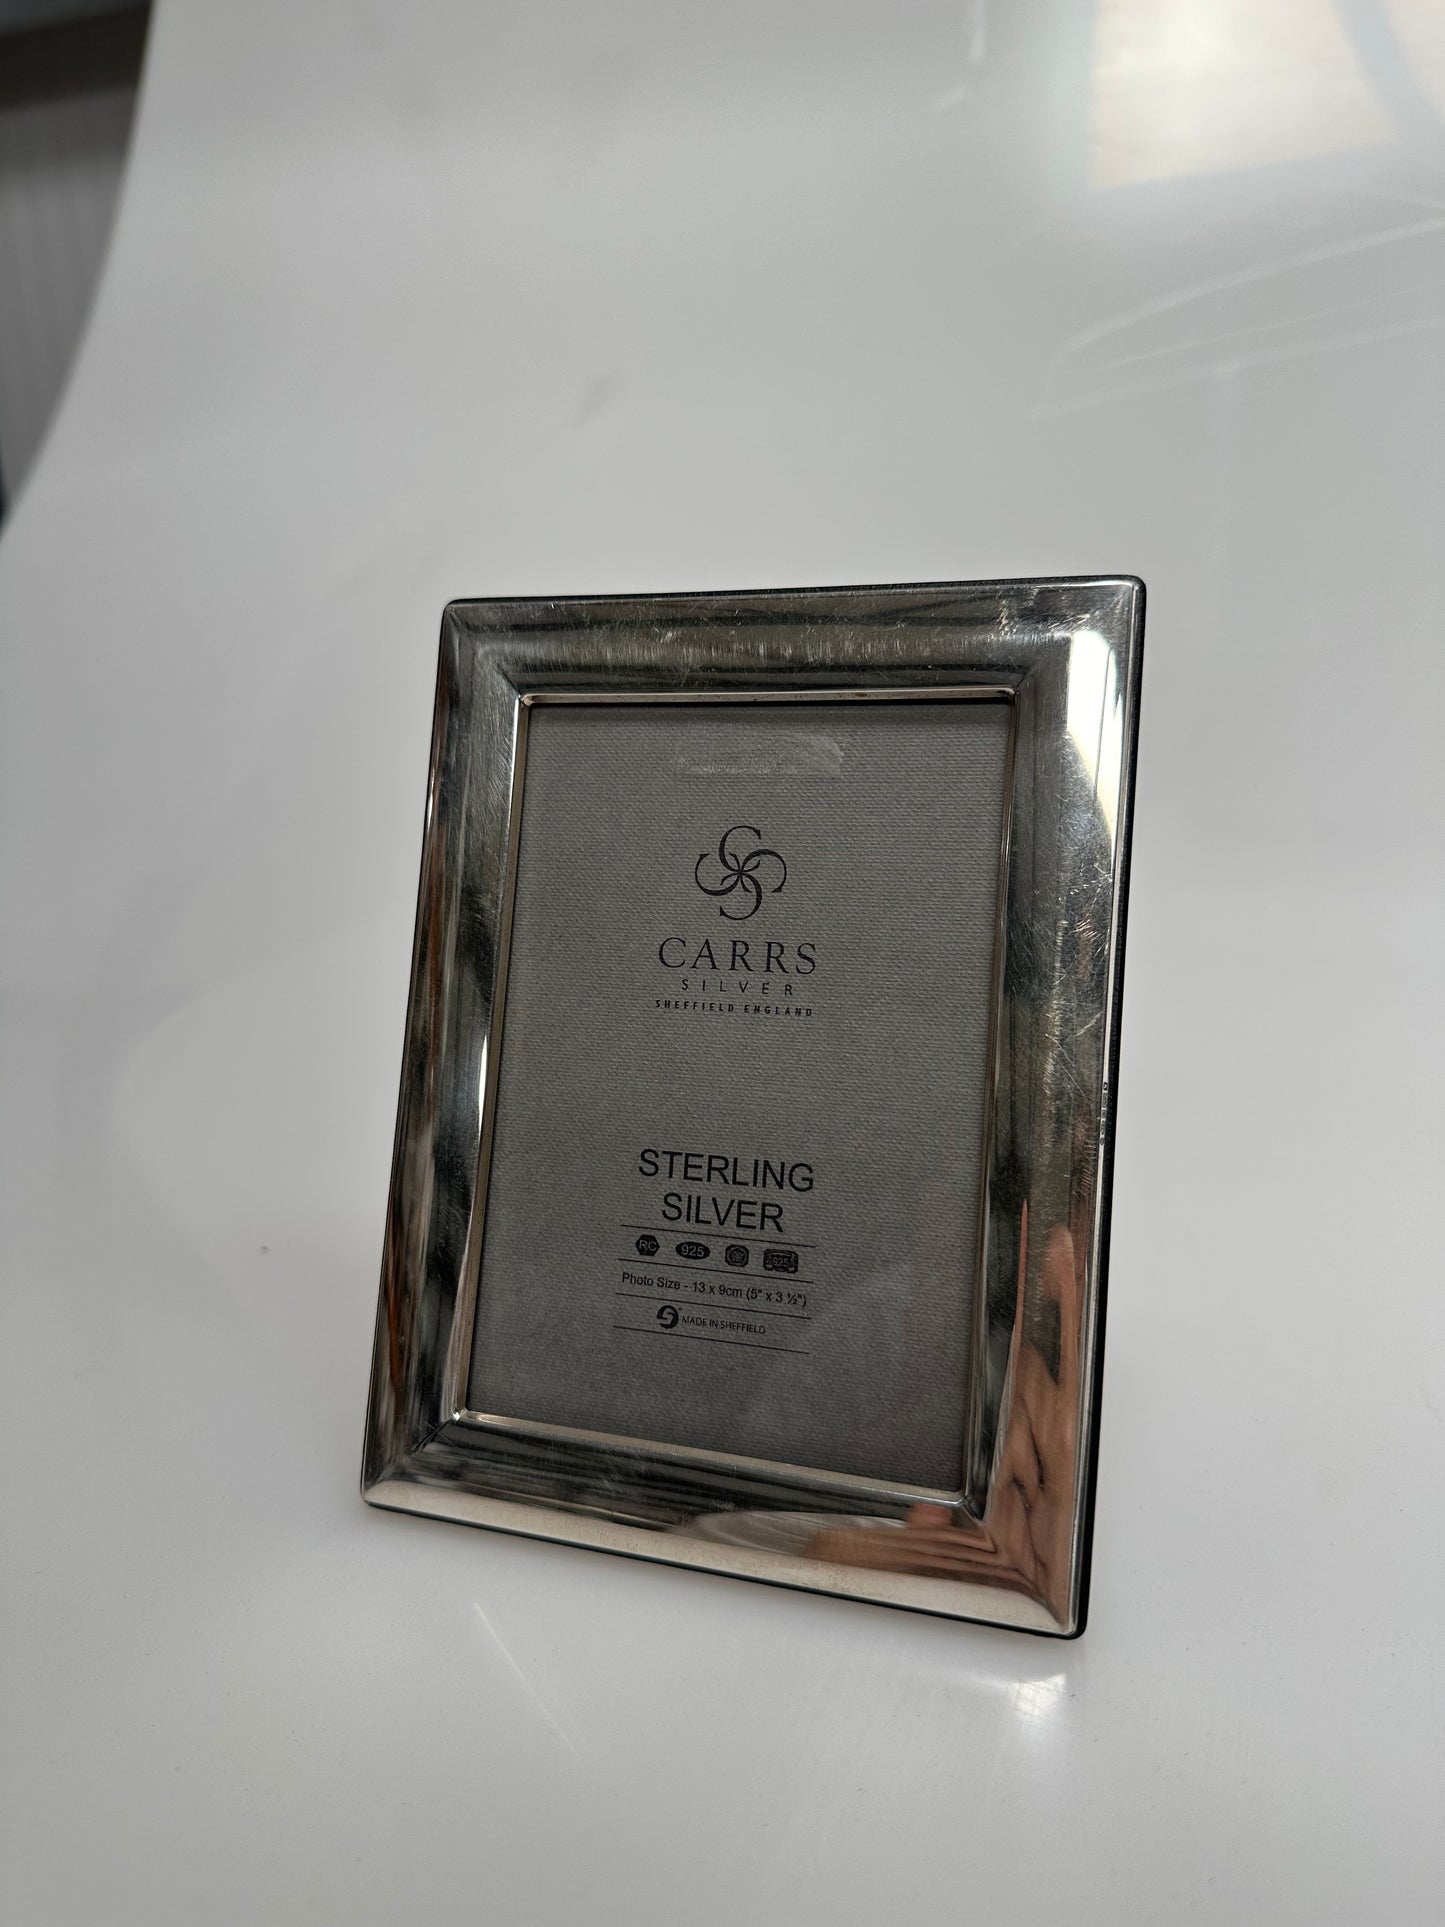 CARRS
SILVER
SHEFFIELD ENGLAND
STERLING
SILVER
RC 925 925
Photo Size - 13 x 9cm (5" x 3 ½")
MADE IN SHEFFIELD